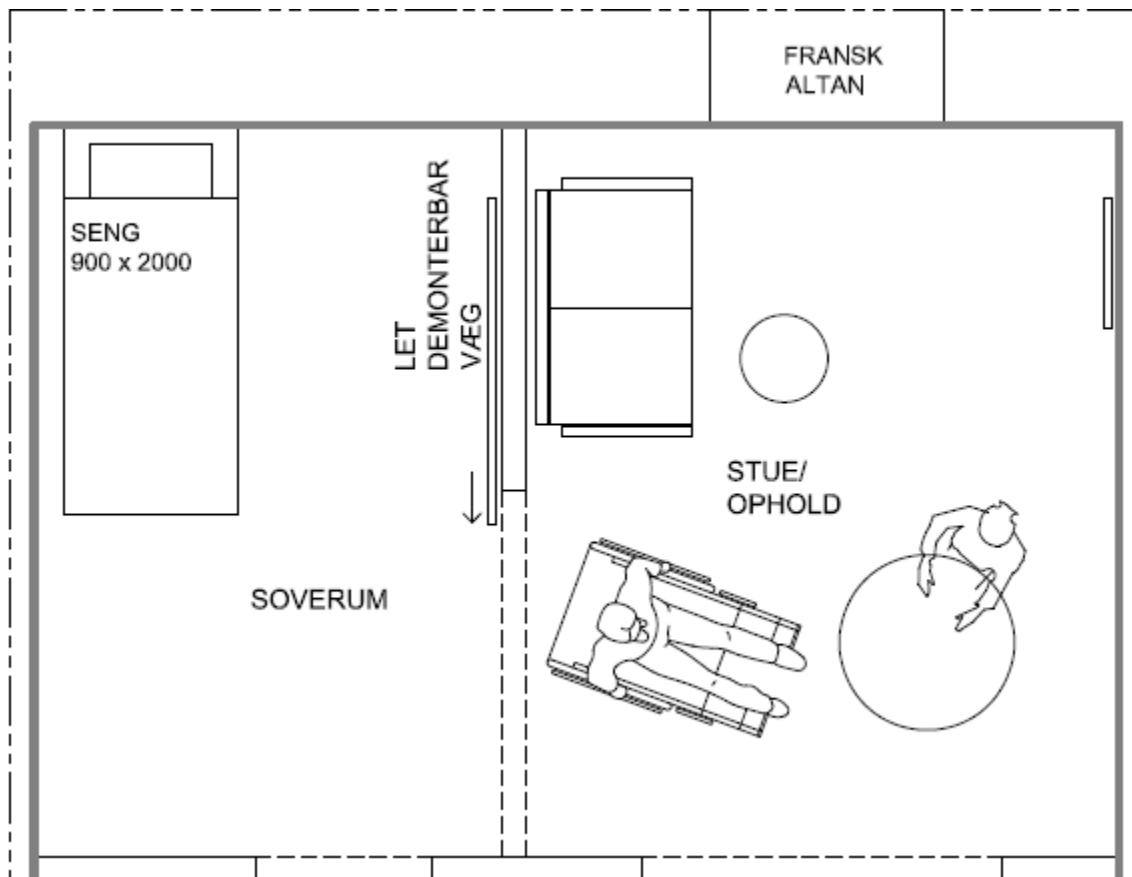 FRANSK
ALTAN
SENG
900 x 2000
LET
DEMONTERBAR
VÆG
STUE/
OPHOLD
SOVERUM